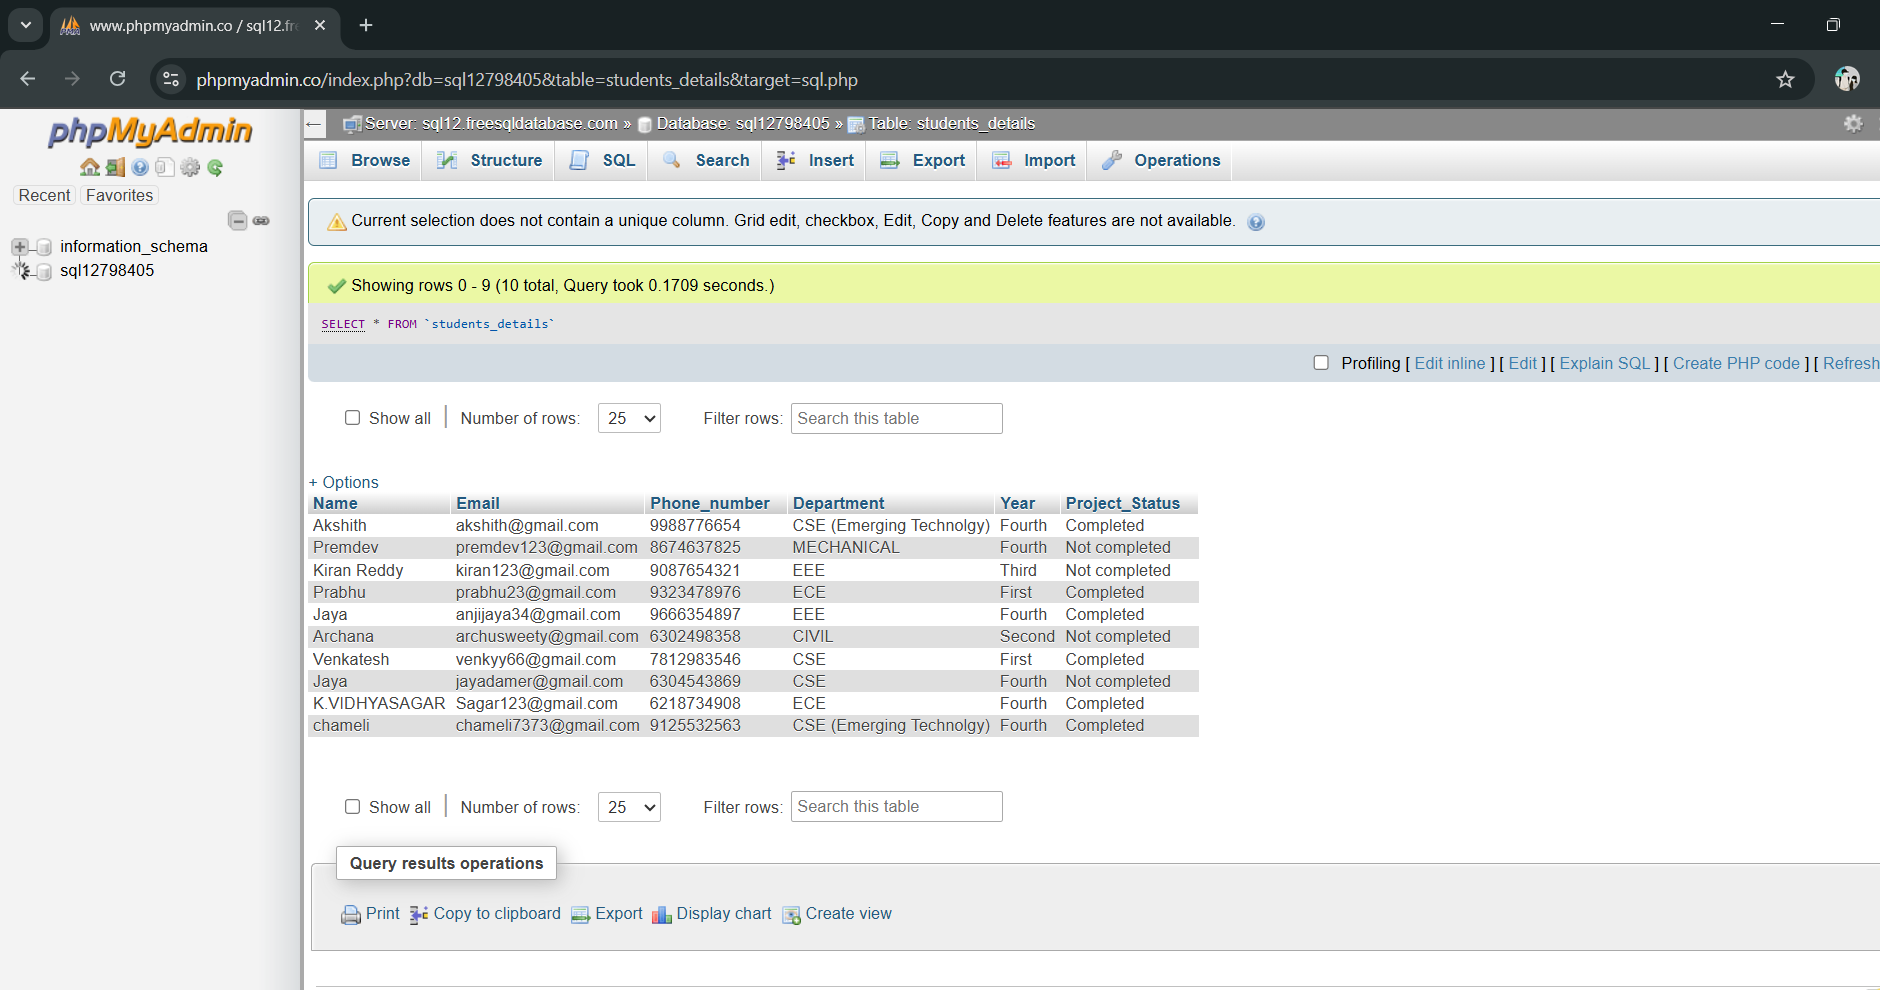 www.phpmyadmin.co / sql12.fre
phpmyadmin.co/index.php?db=sql12798405&table=students_details&target=sql.php
phpMyAdmin
Recent Favorites
information_schema
sql12798405
Server: sql12.freesqldatabase.com » Database: sql12798405 » Table: students_details
Browse Structure SQL Search Insert Export Import Operations
Current selection does not contain a unique column. Grid edit, checkbox, Edit, Copy and Delete features are not available.
Showing rows 0 - 9 (10 total, Query took 0.1709 seconds.)
SELECT * FROM `students_details`
Profiling [ Edit inline ] [ Edit ] [ Explain SQL ] [ Create PHP code ] [ Refresh
Show all | Number of rows: 25 Filter rows: Search this table
+ Options
Name Email Phone_number Department Year Project_Status
Akshith akshith@gmail.com 9988776654 CSE (Emerging Technolgy) Fourth Completed
Premdev premdev123@gmail.com 8674637825 MECHANICAL Fourth Not completed
Kiran Reddy kiran123@gmail.com 9087654321 EEE Third Not completed
Prabhu prabhu23@gmail.com 9323478976 ECE First Completed
Jaya anjijaya34@gmail.com 9666354897 EEE Fourth Completed
Archana archusweety@gmail.com 6302498358 CIVIL Second Not completed
Venkatesh venkyy66@gmail.com 7812983546 CSE First Completed
Jaya jayadamer@gmail.com 6304543869 CSE Fourth Not completed
K.VIDHYASAGAR Sagar123@gmail.com 6218734908 ECE Fourth Completed
chameli chameli7373@gmail.com 9125532563 CSE (Emerging Technolgy) Fourth Completed
Show all | Number of rows: 25 Filter rows: Search this table
Query results operations
Print Copy to clipboard Export Display chart Create view